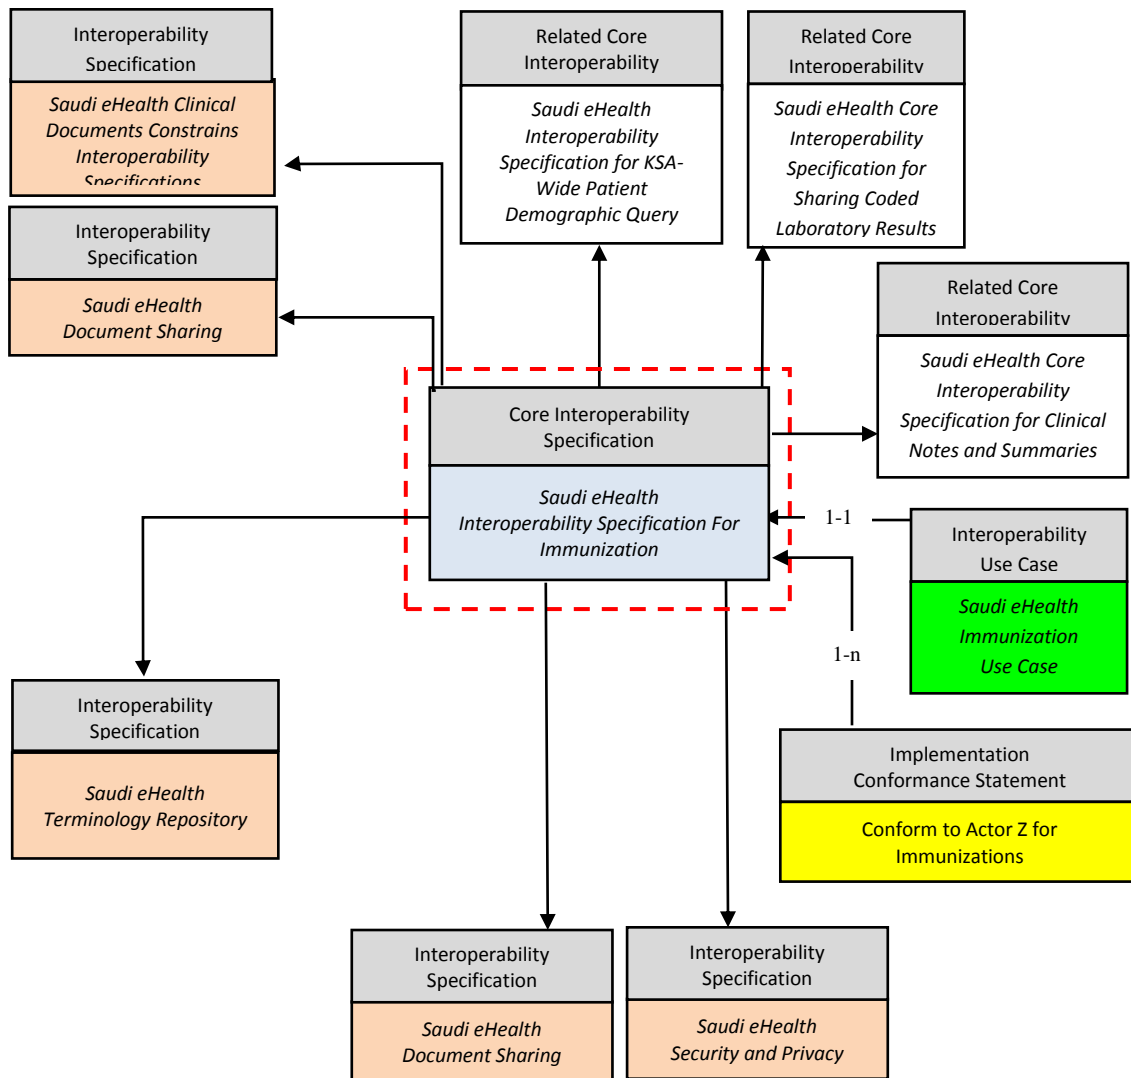 Interoperability
Specification
Saudi eHealth Clinical
Documents Constrains
Interoperability
Specifications
Related Core
Interoperability
Saudi eHealth
Interoperability
Specification for KSA-
Wide Patient
Demographic Query
Related Core
Interoperability
Saudi eHealth Core
Interoperability
Specification for
Sharing Coded
Laboratory Results
Interoperability
Specification
Saudi eHealth
Document Sharing
Related Core
Interoperability
Saudi eHealth Core
Interoperability
Specification for Clinical
Notes and Summaries
Core Interoperability
Specification
Saudi eHealth
Interoperability Specification For
Immunization
1-1
Interoperability
Use Case
Saudi eHealth
Immunization
Use Case
1-n
Interoperability
Specification
Saudi eHealth
Terminology Repository
Implementation
Conformance Statement
Conform to Actor Z for
Immunizations
Interoperability
Specification
Saudi eHealth
Document Sharing
Interoperability
Specification
Saudi eHealth
Security and Privacy